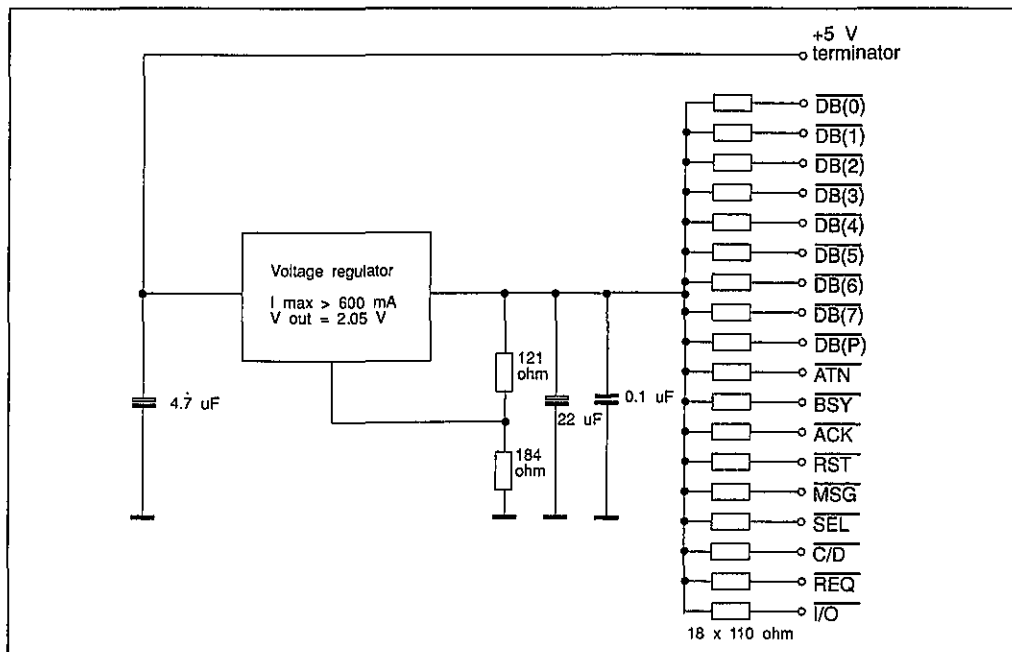 +5 V
terminator
DB(0)
DB(1)
DB(2)
DB(3)
DB(4)
DB(5)
DB(6)
DB(7)
DB(P)
ATN
BSY
ACK
RST
MSG
SEL
C/D
REQ
I/O
18 x 110 ohm
Voltage regulator
I max > 600 mA
V out = 2.05 V
4.7 uF
121
ohm
184
ohm
22 uF
0.1 uF